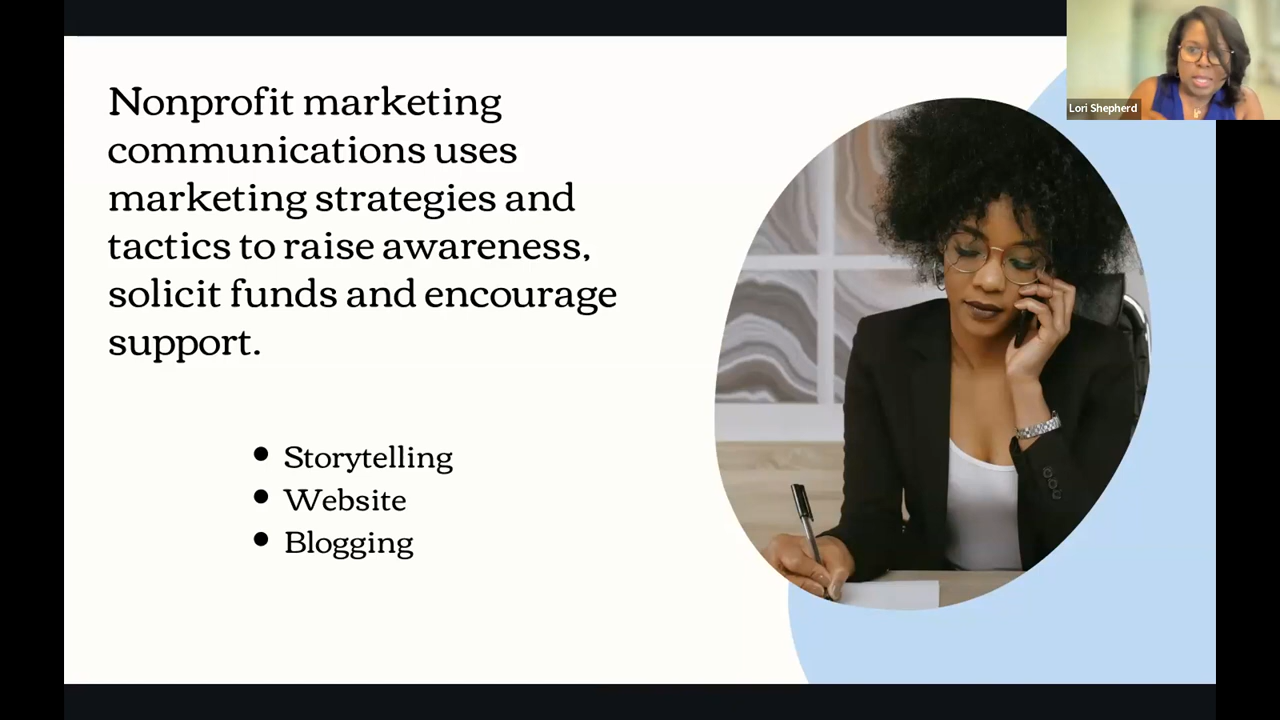 Nonprofit marketing
communications uses
marketing strategies and
tactics to raise awareness,
solicit funds and encourage
support.
• Storytelling
• Website
• Blogging
Lori Shepherd